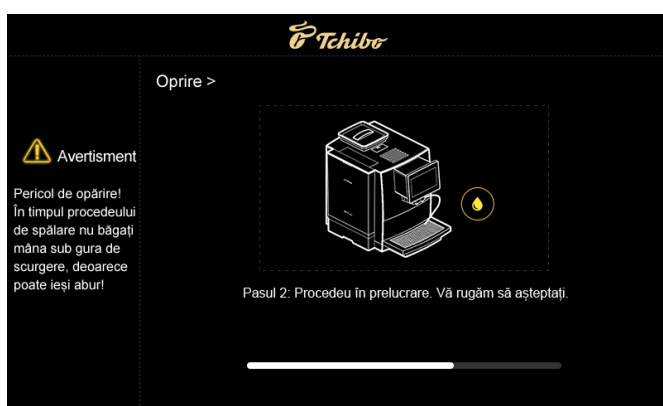 Tchibo
Oprire >
Avertisment
Pericol de opărire!
În timpul procedeului
de spălare nu băgați
mâna sub gura de
scurgere, deoarece
poate ieși abur!
Pasul 2: Procedeu în prelucrare. Vă rugăm să așteptați.